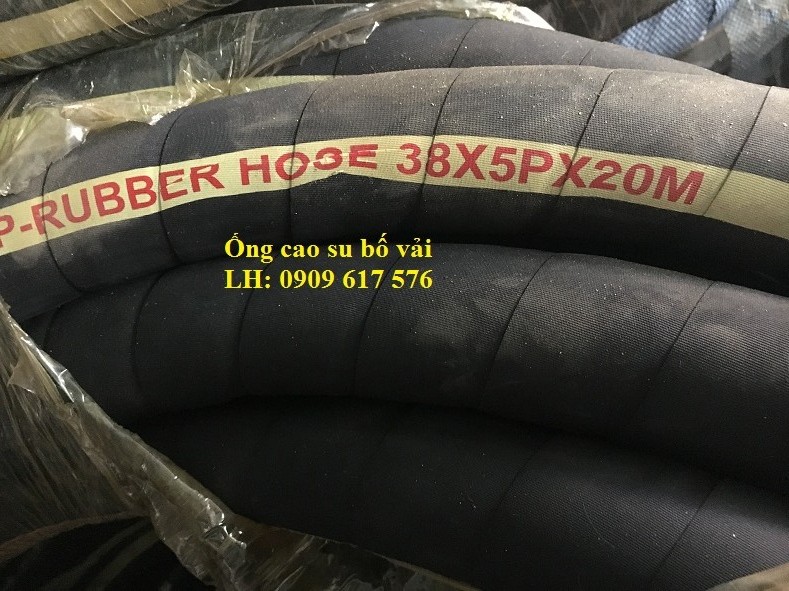 P-RUBBER HOSE 38X5PX20M
Ống cao su bố vải
LH: 0909 617 576